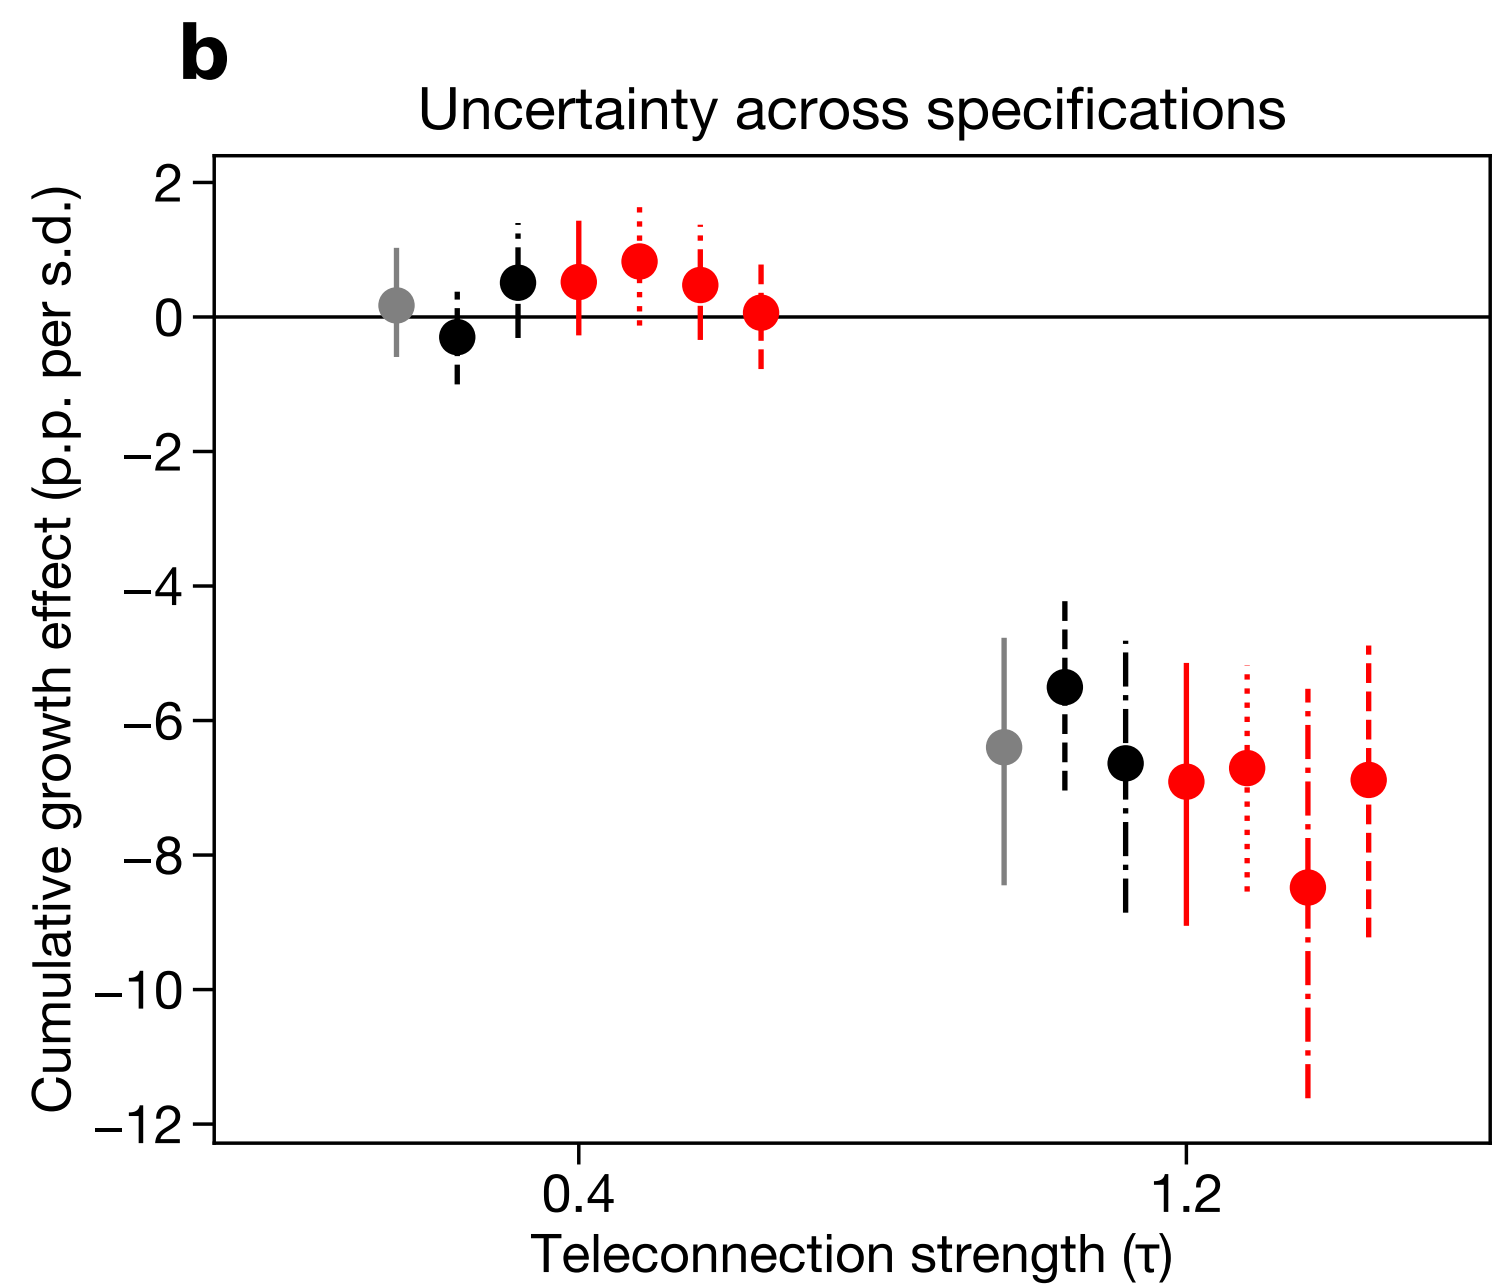 b
Uncertainty across specifications
Cumulative growth effect (p.p. per s.d.)
2
0
−2
−4
−6
−8
−10
−12
0.4
1.2
Teleconnection strength (τ)